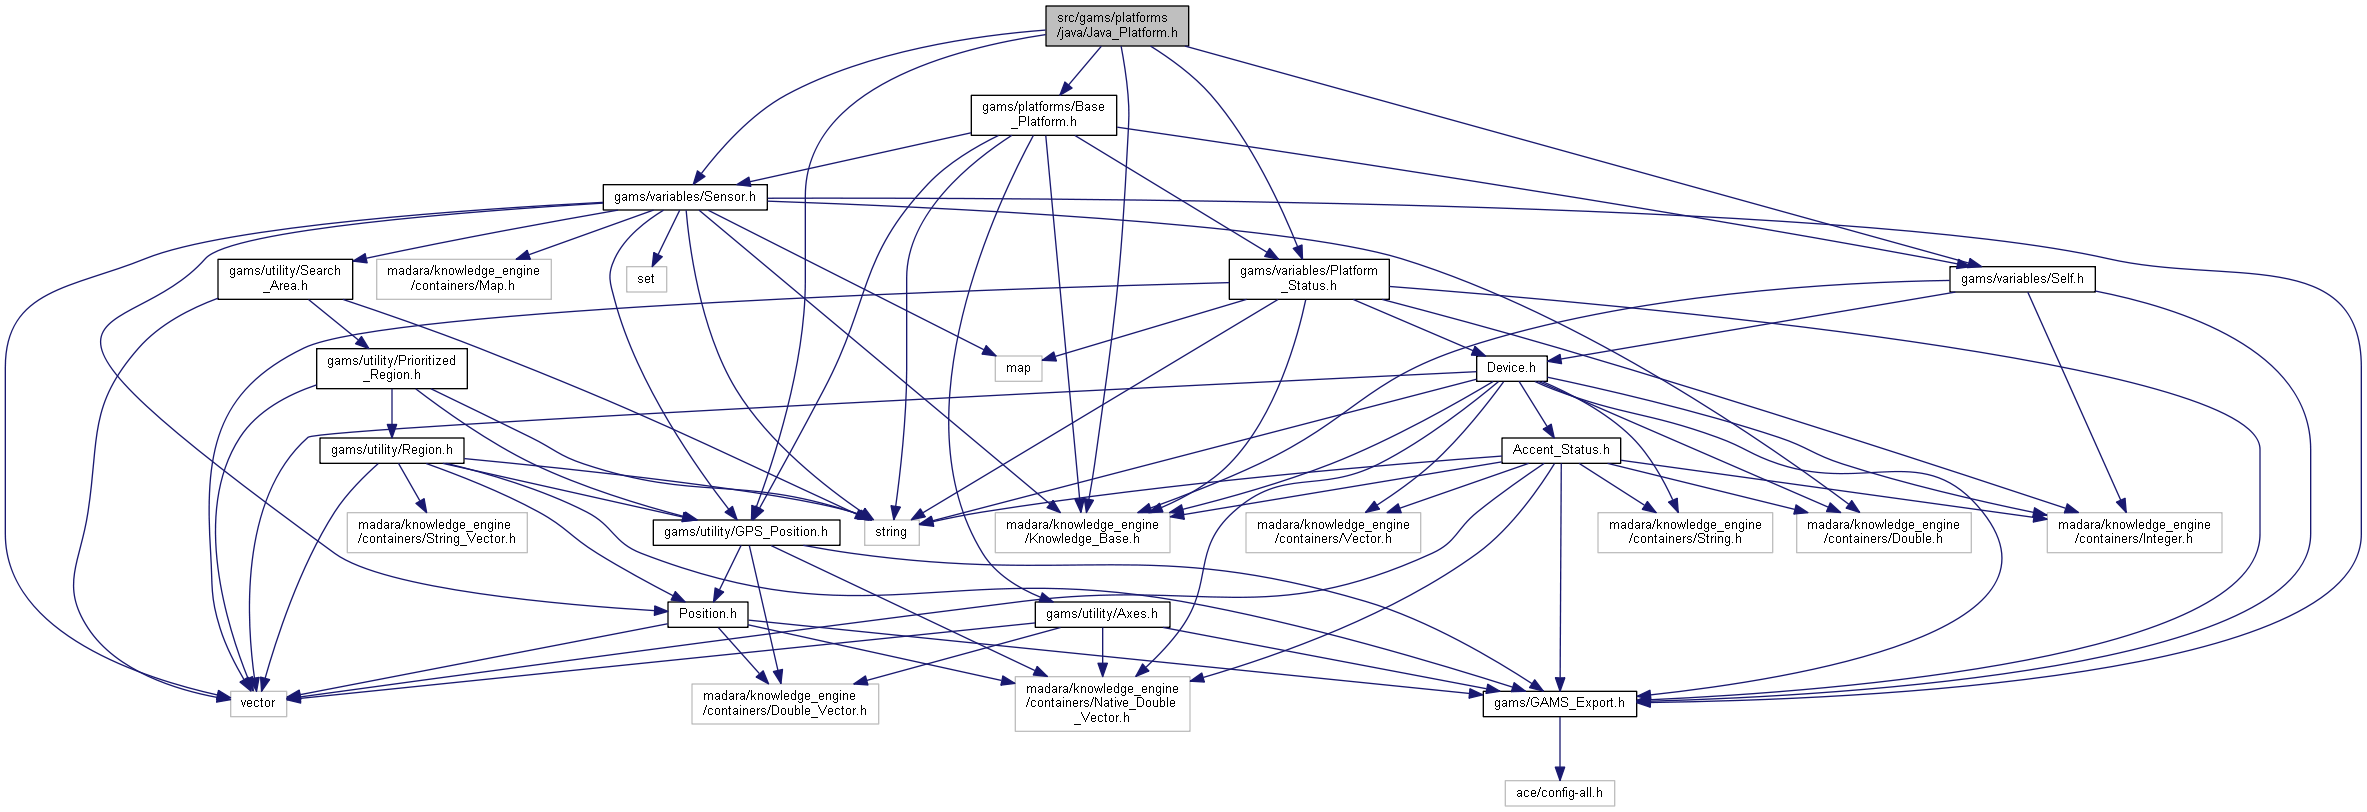 src/gams/platforms
/java/Java_Platform.h
gams/platforms/Base
_Platform.h
gams/variables/Sensor.h
gams/utility/Search
_Area.h
madara/knowledge_engine
/containers/Map.h
set
gams/variables/Platform
_Status.h
gams/variables/Self.h
gams/utility/Prioritized
_Region.h
map
Device.h
gams/utility/Region.h
Accent_Status.h
madara/knowledge_engine
/containers/String_Vector.h
gams/utility/GPS_Position.h
string
madara/knowledge_engine
/Knowledge_Base.h
madara/knowledge_engine
/containers/Vector.h
madara/knowledge_engine
/containers/String.h
madara/knowledge_engine
/containers/Double.h
madara/knowledge_engine
/containers/Integer.h
Position.h
gams/utility/Axes.h
vector
madara/knowledge_engine
/containers/Double_Vector.h
madara/knowledge_engine
/containers/Native_Double
_Vector.h
gams/GAMS_Export.h
ace/config-all.h